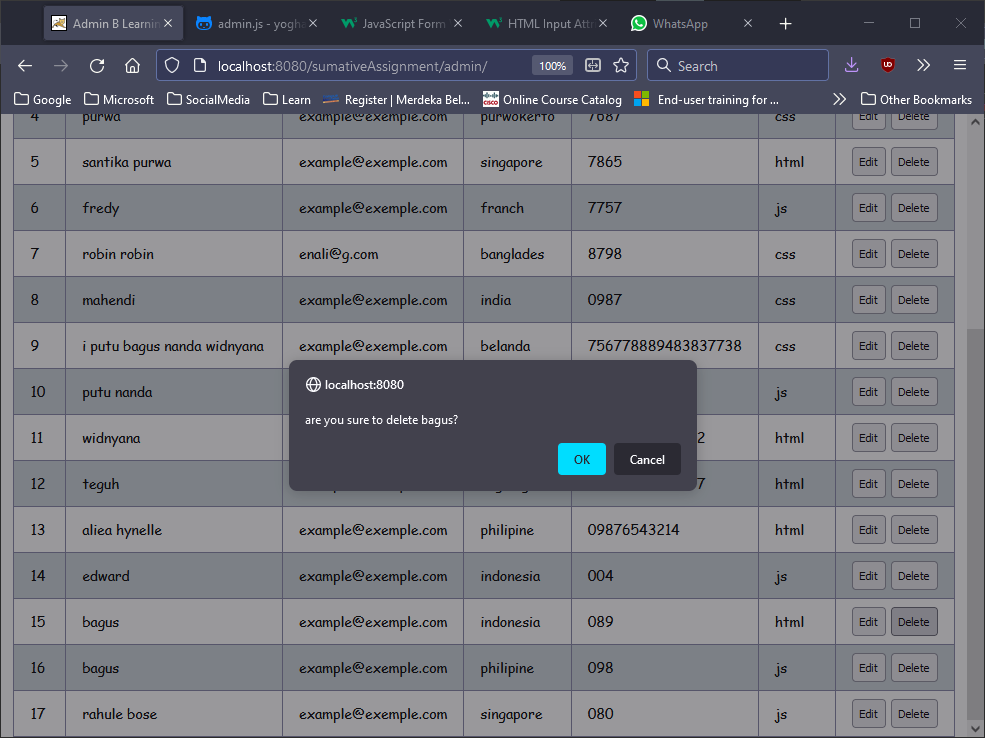 Admin B Learnin
admin.js - yogha
JavaScript Form
HTML Input Attr
WhatsApp
localhost:8080/sumativeAssignment/admin/
100%
Search
Google
Microsoft
SocialMedia
Learn
Register | Merdeka Bel...
Online Course Catalog
End-user training for ...
Other Bookmarks
4 purwa example@exemple.com purwokerto 7687 css Edit Delete
5 santika purwa example@exemple.com singapore 7865 html Edit Delete
6 fredy example@exemple.com franch 7757 js Edit Delete
7 robin robin enali@g.com banglades 8798 css Edit Delete
8 mahendi example@exemple.com india 0987 css Edit Delete
9 i putu bagus nanda widnyana example@exemple.com belanda 756778889483837738 css Edit Delete
10 putu nanda js Edit Delete
11 widnyana 2 html Edit Delete
12 teguh 7 html Edit Delete
localhost:8080
are you sure to delete bagus?
OK Cancel
13 aliea hynelle example@exemple.com philipine 09876543214 html Edit Delete
14 edward example@exemple.com indonesia 004 js Edit Delete
15 bagus example@exemple.com indonesia 089 html Edit Delete
16 bagus example@exemple.com philipine 098 js Edit Delete
17 rahule bose example@exemple.com singapore 080 js Edit Delete